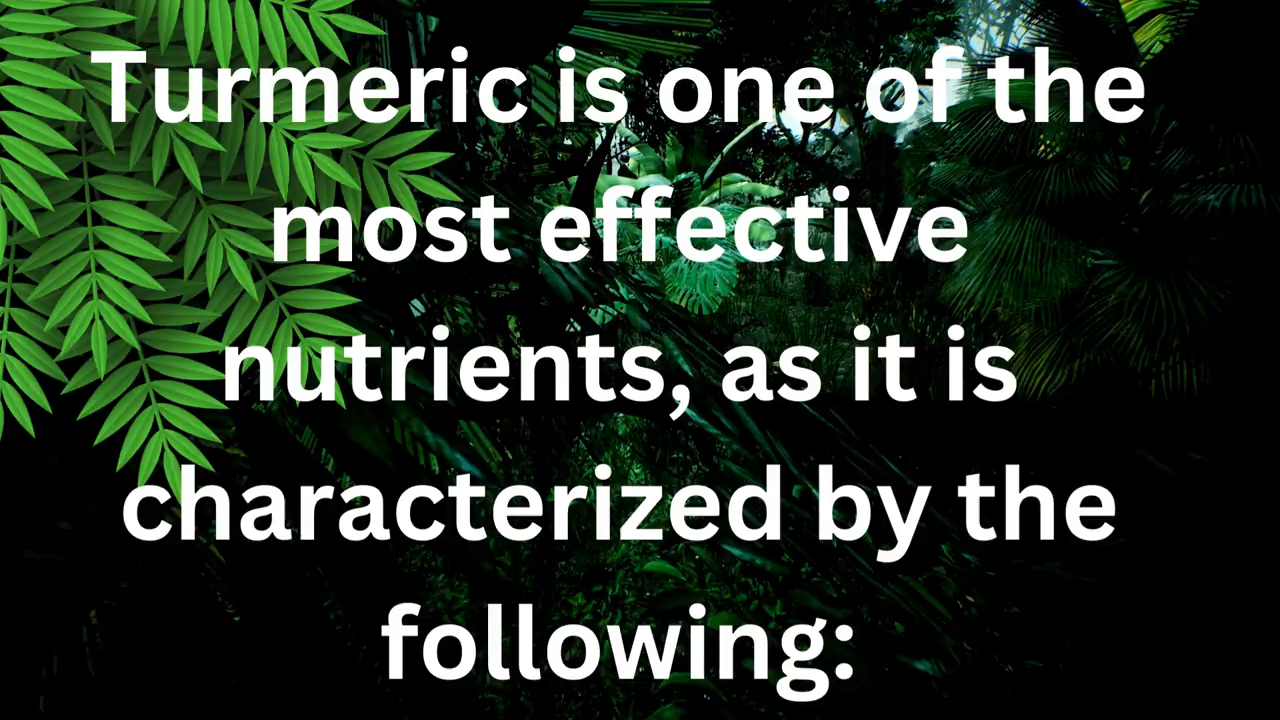 Turmeric is one of the
most effective
nutrients, as it is
characterized by the
following: